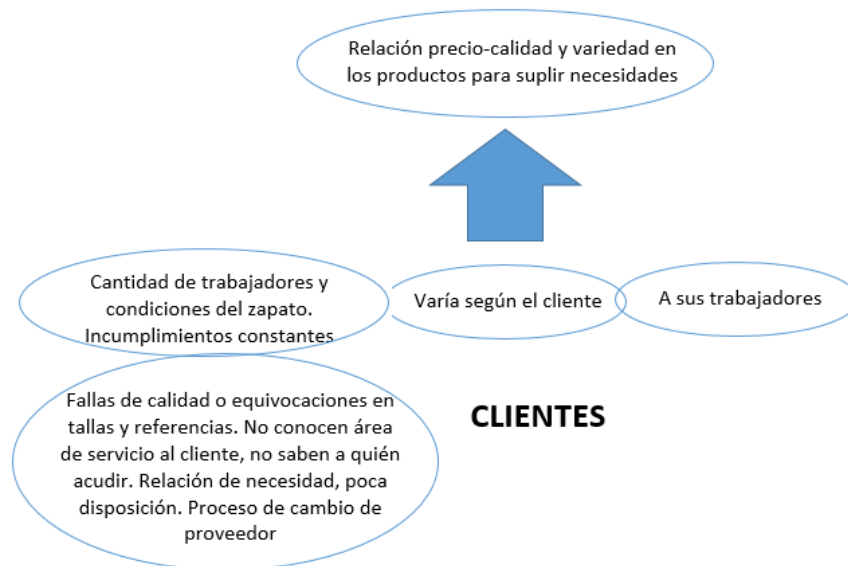 Relación precio-calidad y variedad en
los productos para suplir necesidades
Cantidad de trabajadores y
condiciones del zapato.
Incumplimientos constantes
Varía según el cliente
A sus trabajadores
Fallas de calidad o equivocaciones en
tallas y referencias. No conocen área
de servicio al cliente, no saben a quién
acudir. Relación de necesidad, poca
disposición. Proceso de cambio de
proveedor
CLIENTES